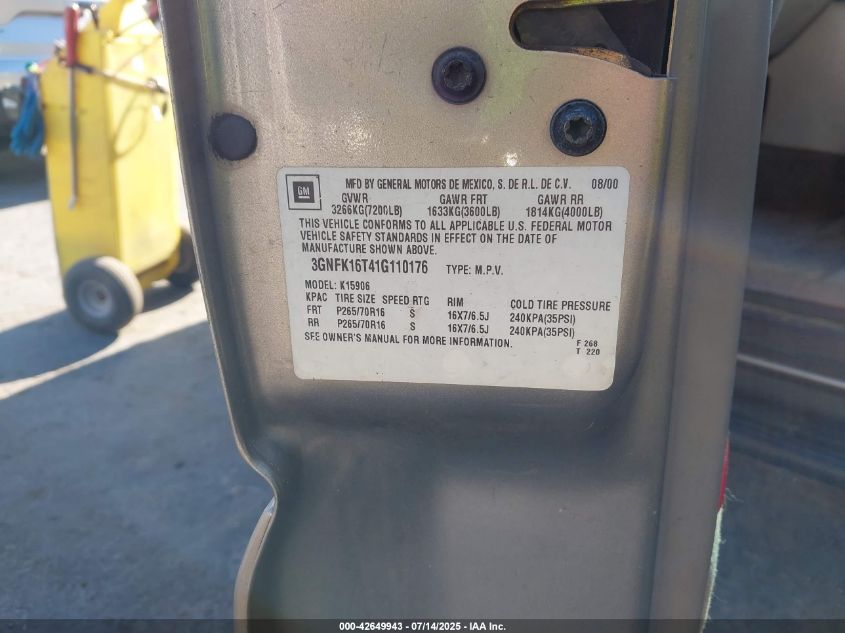 GM
MFD BY GENERAL MOTORS DE MEXICO, S. DE R.L. DE C.V. 08/00
GVWR GAWR FRT GAWR RR
3266KG(7200LB) 1633KG(3600LB) 1814KG(4000LB)
THIS VEHICLE CONFORMS TO ALL APPLICABLE U.S. FEDERAL MOTOR
VEHICLE SAFETY STANDARDS IN EFFECT ON THE DATE OF
MANUFACTURE SHOWN ABOVE.
3GNFK16T41G110176 TYPE: M.P.V.
MODEL: K15906
KPAC TIRE SIZE SPEED RTG RIM COLD TIRE PRESSURE
FRT P265/70R16 S 16X7/6.5J 240KPA(35PSI)
RR P265/70R16 S 16X7/6.5J 240KPA(35PSI)
SEE OWNER'S MANUAL FOR MORE INFORMATION. F 268
T 220
000-42649943 / 07/14/2025 - IAA Inc.